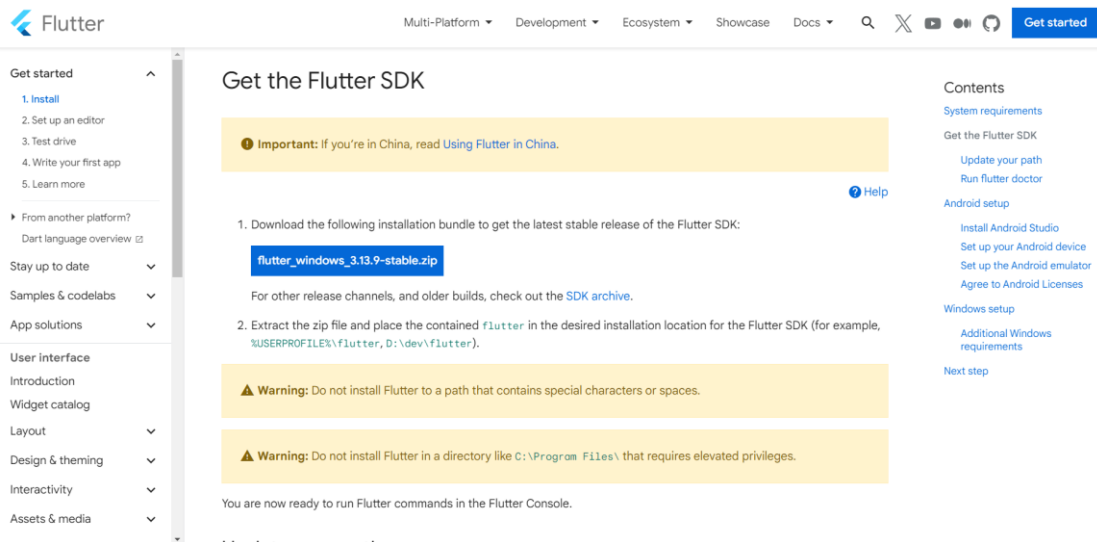 Flutter
Multi-Platform
Development
Ecosystem
Showcase
Docs
Get started
Get started
1. Install
2. Set up an editor
3. Test drive
4. Write your first app
5. Learn more
From another platform?
Dart language overview
Stay up to date
Samples & codelabs
App solutions
User interface
Introduction
Widget catalog
Layout
Design & theming
Interactivity
Assets & media
Get the Flutter SDK
Important: If you're in China, read Using Flutter in China.
Help
1. Download the following installation bundle to get the latest stable release of the Flutter SDK:
flutter_windows_3.13.9-stable.zip
For other release channels, and older builds, check out the SDK archive.
2. Extract the zip file and place the contained flutter in the desired installation location for the Flutter SDK (for example,
%USERPROFILE%\flutter, D:\dev\flutter).
Warning: Do not install Flutter to a path that contains special characters or spaces.
Warning: Do not install Flutter in a directory like C:\Program Files\ that requires elevated privileges.
You are now ready to run Flutter commands in the Flutter Console.
Contents
System requirements
Get the Flutter SDK
Update your path
Run flutter doctor
Android setup
Install Android Studio
Set up your Android device
Set up the Android emulator
Agree to Android Licenses
Windows setup
Additional Windows
requirements
Next step